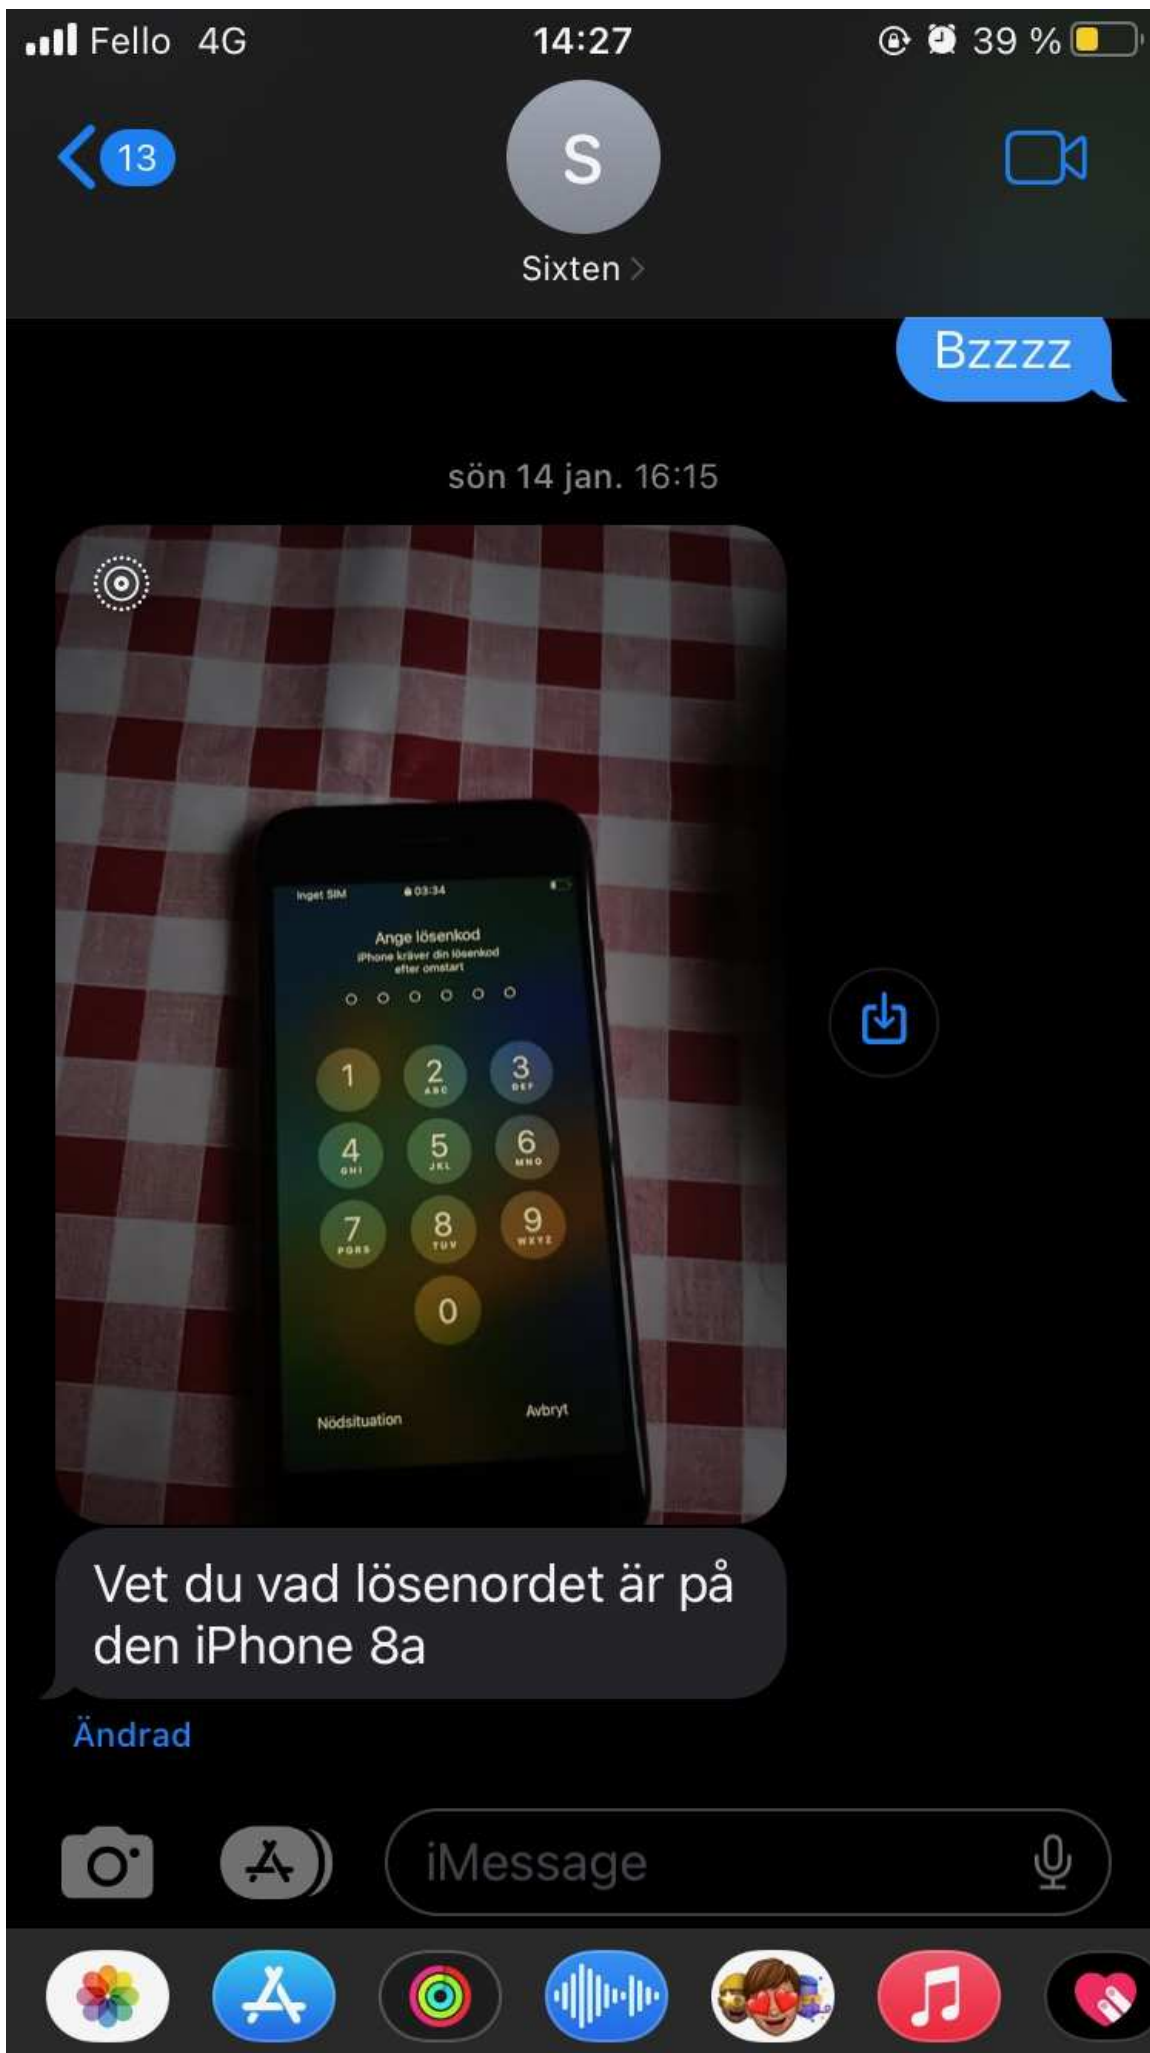 Fello 4G 14:27 39 %
13
S
Sixten
Bzzzz
sön 14 jan. 16:15
Inget SIM 03:34
Ange lösenkod
iPhone kräver din lösenkod
efter omstart
1 2 3
ABC DEF
4 5 6
GHI JKL MNO
7 8 9
PQRS TUV WXYZ
0
Nödsituation Avbryt
Vet du vad lösenordet är på
den iPhone 8a
Ändrad
iMessage